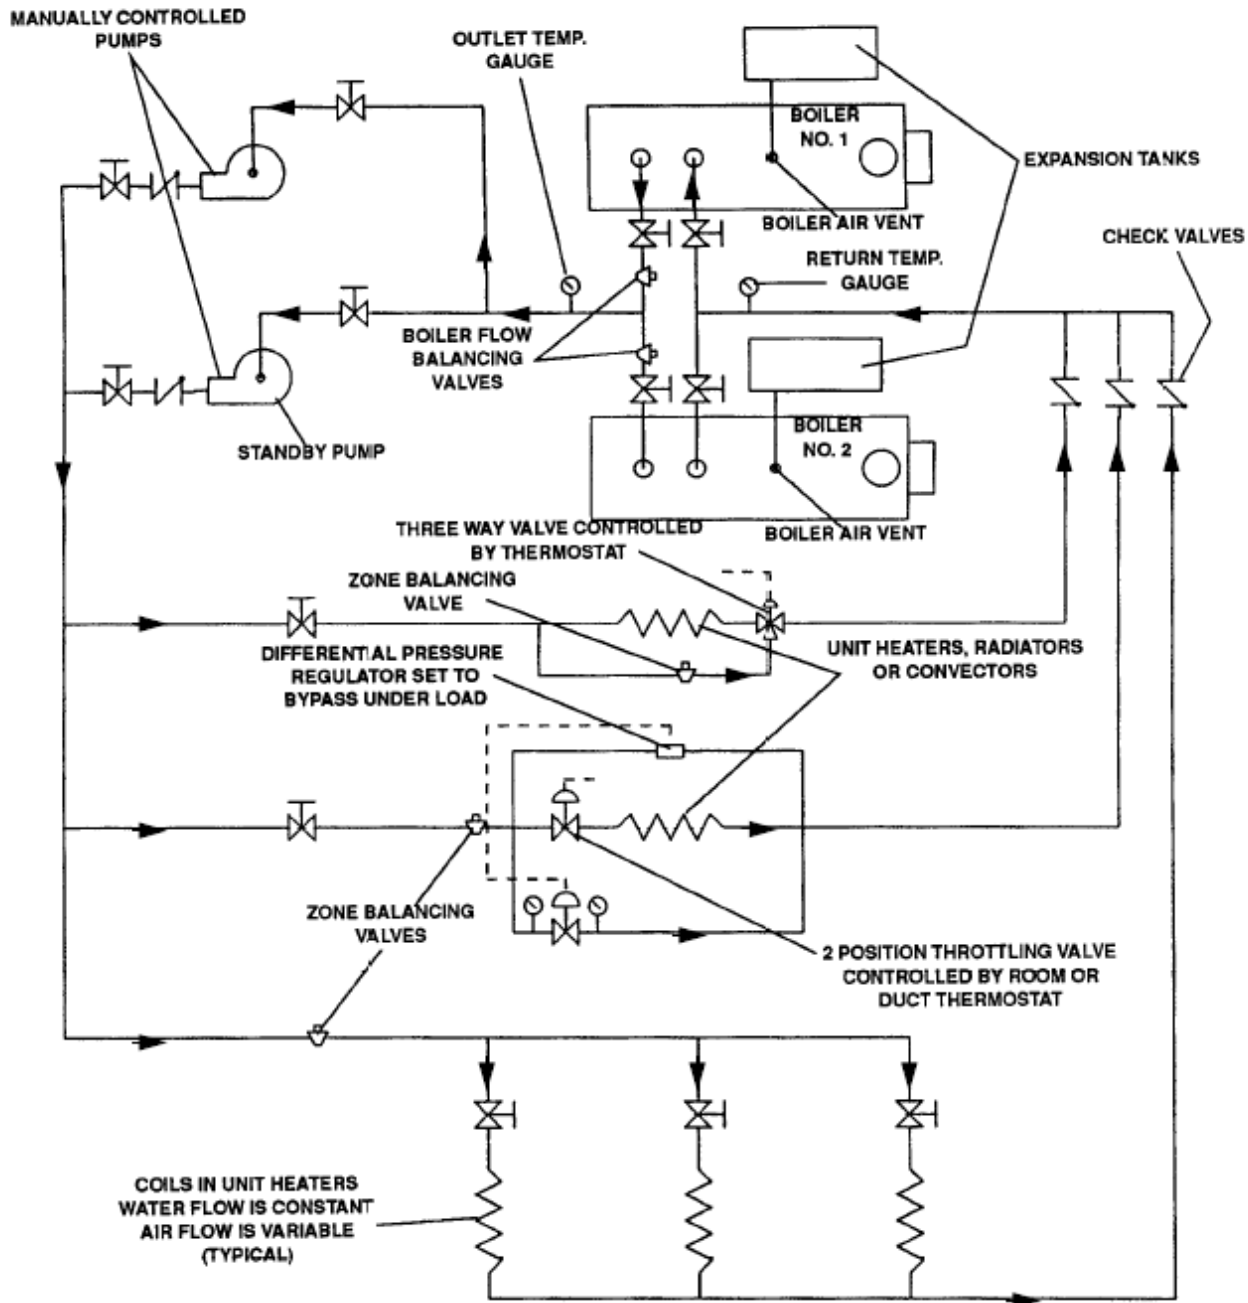 MANUALLY CONTROLLED
PUMPS
OUTLET TEMP.
GAUGE
BOILER
NO. 1
EXPANSION TANKS
BOILER AIR VENT
CHECK VALVES
RETURN TEMP.
GAUGE
BOILER FLOW
BALANCING
VALVES
STANDBY PUMP
BOILER
NO. 2
THREE WAY VALVE CONTROLLED
BY THERMOSTAT
BOILER AIR VENT
ZONE BALANCING
VALVE
DIFFERENTIAL PRESSURE
REGULATOR SET TO
BYPASS UNDER LOAD
UNIT HEATERS, RADIATORS
OR CONVECTORS
ZONE BALANCING
VALVES
2 POSITION THROTTLING VALVE
CONTROLLED BY ROOM OR
DUCT THERMOSTAT
COILS IN UNIT HEATERS
WATER FLOW IS CONSTANT
AIR FLOW IS VARIABLE
(TYPICAL)